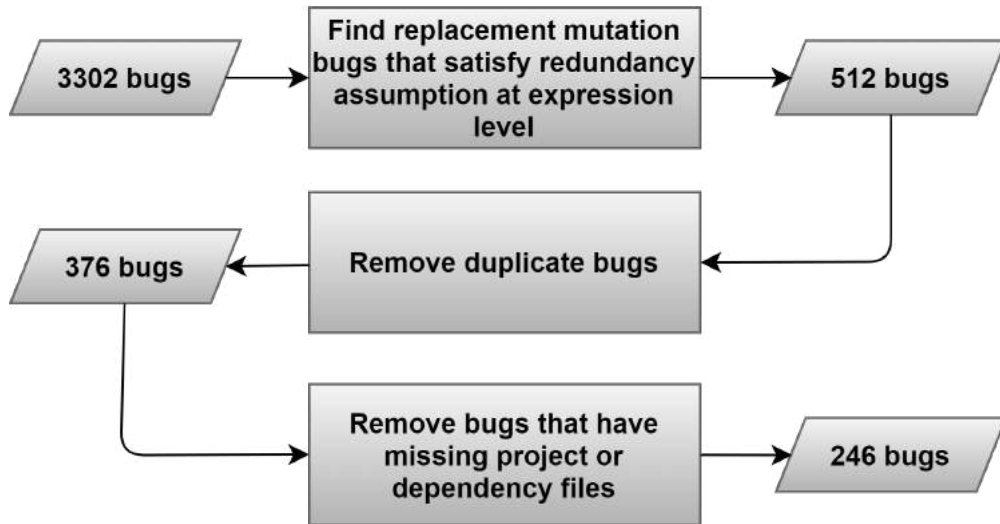 3302 bugs
Find replacement mutation
bugs that satisfy redundancy
assumption at expression
level
512 bugs
Remove duplicate bugs
376 bugs
Remove bugs that have
missing project or
dependency files
246 bugs